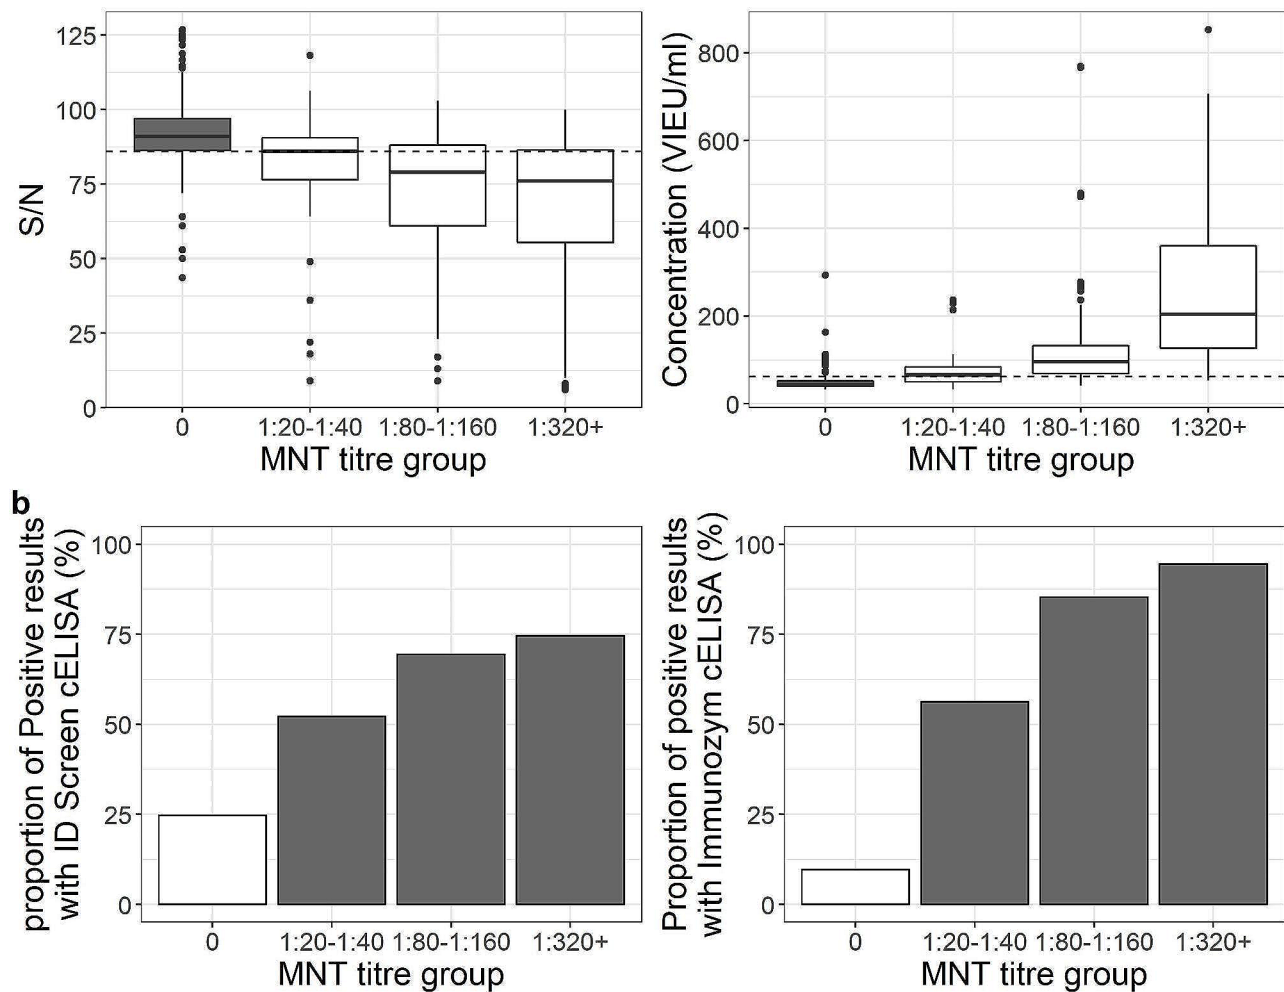 125
100
75
50
25
0
S/N
0 1:20-1:40 1:80-1:160 1:320+
MNT titre group
800
600
400
200
0
Concentration (VIEU/ml)
0 1:20-1:40 1:80-1:160 1:320+
MNT titre group
b
proportion of Positive results
with ID Screen cELISA (%)
100
75
50
25
0
0 1:20-1:40 1:80-1:160 1:320+
MNT titre group
Proportion of positive results
with Immunozym cELISA (%)
100
75
50
25
0
0 1:20-1:40 1:80-1:160 1:320+
MNT titre group